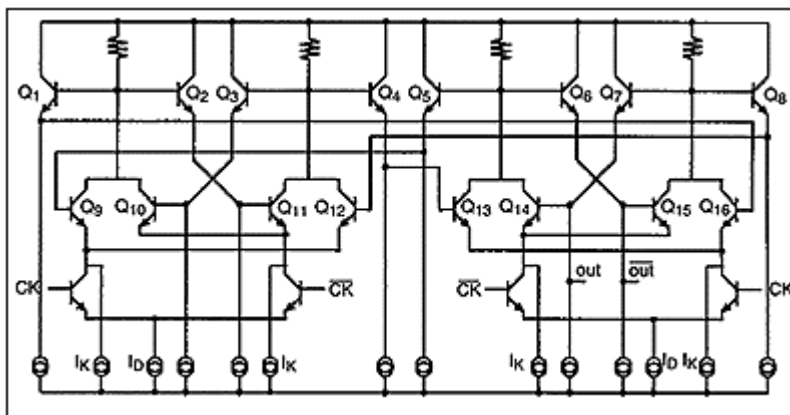 Q1 Q2 Q3 Q4 Q5 Q6 Q7 Q8
Q9 Q10 Q11 Q12 Q13 Q14 Q15 Q16
out out
CK CK CK CK
IK ID IK IK ID IK